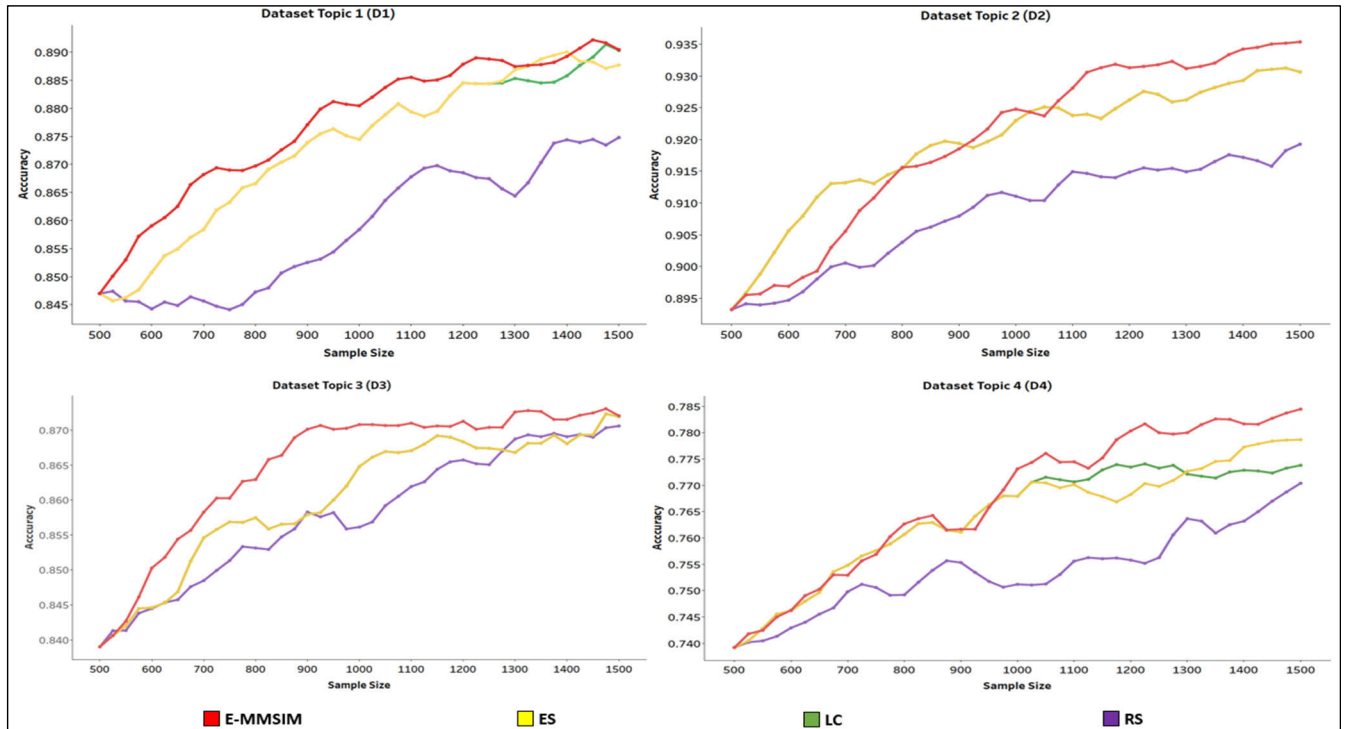 Dataset Topic 1 (D1)
Acccuracy
0.890
0.885
0.880
0.875
0.870
0.865
0.860
0.855
0.850
0.845
500 600 700 800 900 1000 1100 1200 1300 1400 1500
Sample Size
Dataset Topic 2 (D2)
Acccuracy
0.935
0.930
0.925
0.920
0.915
0.910
0.905
0.900
0.895
500 600 700 800 900 1000 1100 1200 1300 1400 1500
Sample Size
Dataset Topic 3 (D3)
Accuracy
0.870
0.865
0.860
0.855
0.850
0.845
0.840
500 600 700 800 900 1000 1100 1200 1300 1400 1500
Sample Size
Dataset Topic 4 (D4)
Accuracy
0.785
0.780
0.775
0.770
0.765
0.760
0.755
0.750
0.745
0.740
500 600 700 800 900 1000 1100 1200 1300 1400 1500
Sample Size
E-MMSIM ES LC RS